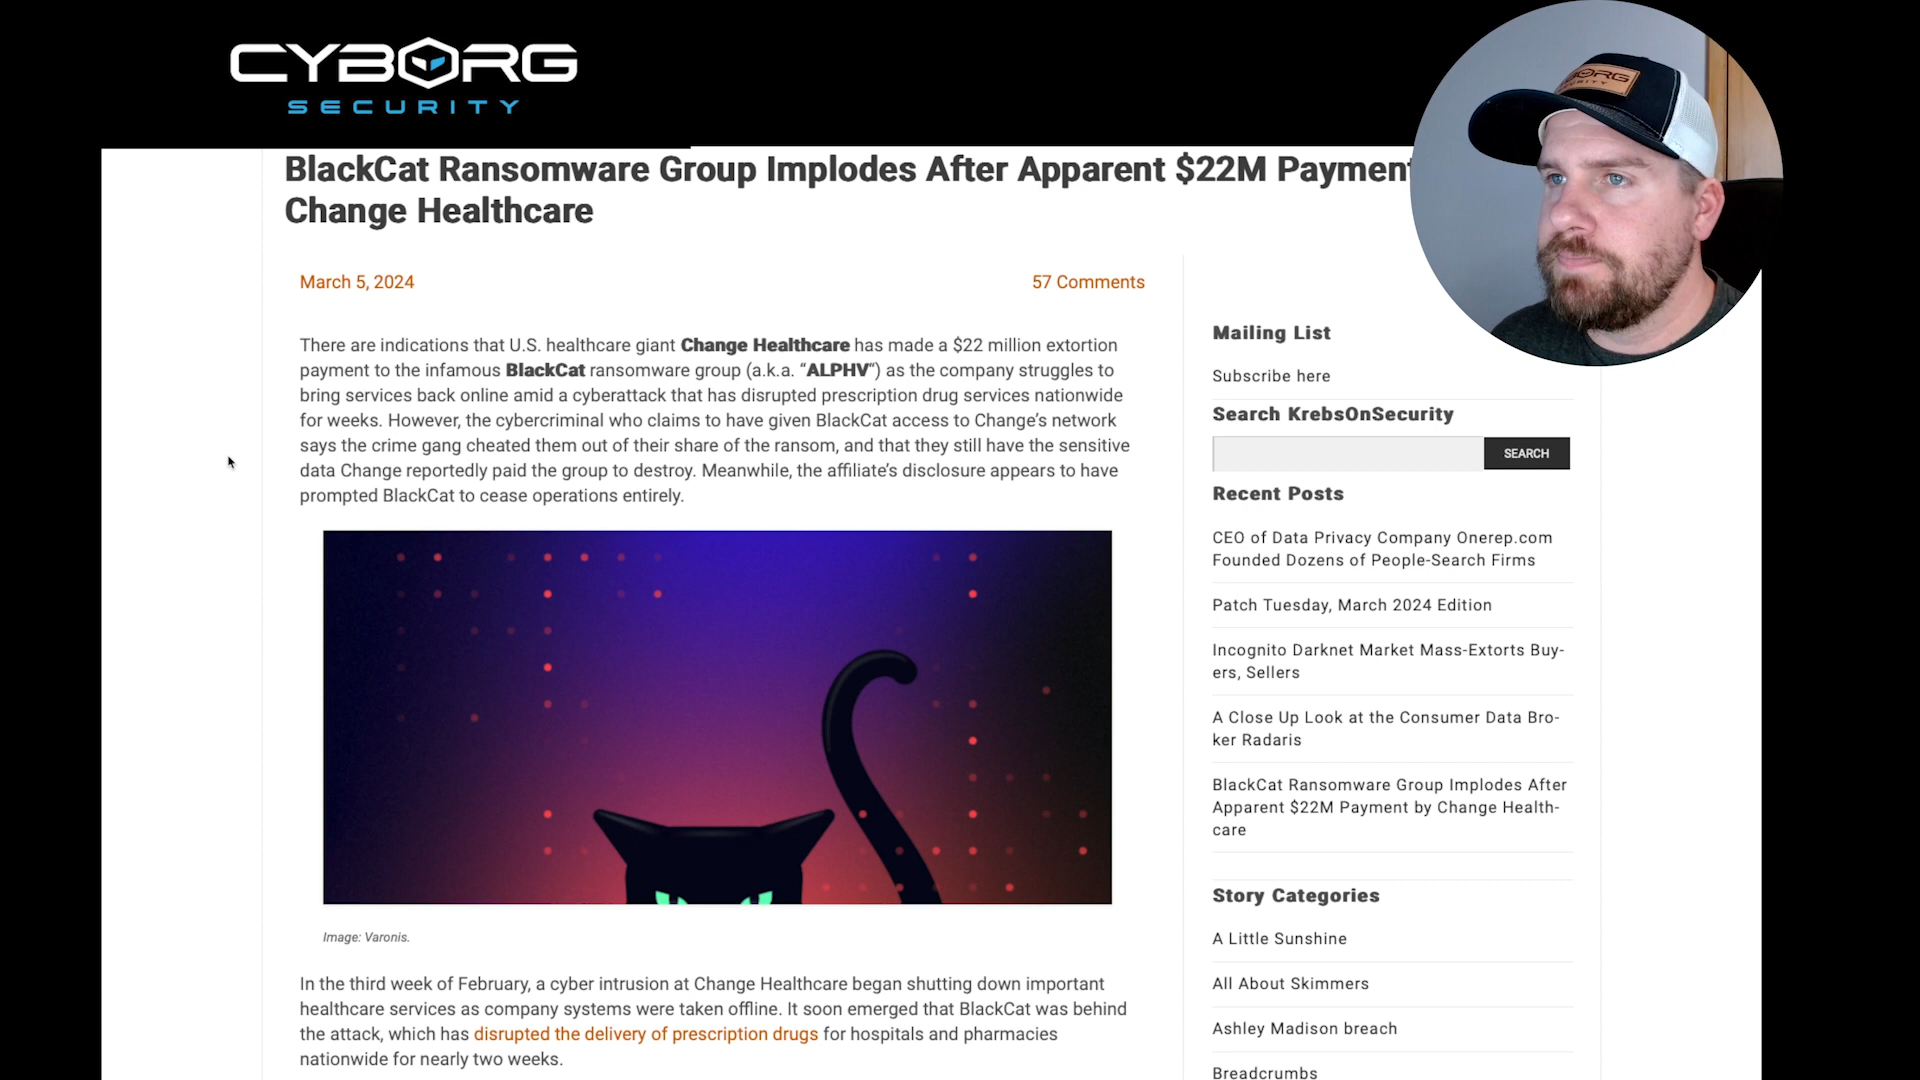 CYBORG
SECURITY
BlackCat Ransomware Group Implodes After Apparent $22M Payment
Change Healthcare
March 5, 2024
57 Comments
There are indications that U.S. healthcare giant Change Healthcare has made a $22 million extortion
payment to the infamous BlackCat ransomware group (a.k.a. “ALPHV“) as the company struggles to
bring services back online amid a cyberattack that has disrupted prescription drug services nationwide
for weeks. However, the cybercriminal who claims to have given BlackCat access to Change’s network
says the crime gang cheated them out of their share of the ransom, and that they still have the sensitive
data Change reportedly paid the group to destroy. Meanwhile, the affiliate’s disclosure appears to have
prompted BlackCat to cease operations entirely.
Image: Varonis.
In the third week of February, a cyber intrusion at Change Healthcare began shutting down important
healthcare services as company systems were taken offline. It soon emerged that BlackCat was behind
the attack, which has disrupted the delivery of prescription drugs for hospitals and pharmacies
nationwide for nearly two weeks.
Mailing List
Subscribe here
Search KrebsOnSecurity
SEARCH
Recent Posts
CEO of Data Privacy Company Onerep.com
Founded Dozens of People-Search Firms
Patch Tuesday, March 2024 Edition
Incognito Darknet Market Mass-Extorts Buy-
ers, Sellers
A Close Up Look at the Consumer Data Bro-
ker Radaris
BlackCat Ransomware Group Implodes After
Apparent $22M Payment by Change Health-
care
Story Categories
A Little Sunshine
All About Skimmers
Ashley Madison breach
Breadcrumbs